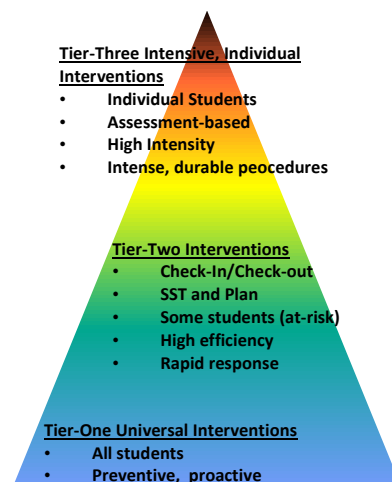 Tier-Three Intensive, Individual
Interventions
• Individual Students
• Assessment-based
• High Intensity
• Intense, durable peocedures
Tier-Two Interventions
• Check-In/Check-out
• SST and Plan
• Some students (at-risk)
• High efficiency
• Rapid response
Tier-One Universal Interventions
• All students
• Preventive, proactive